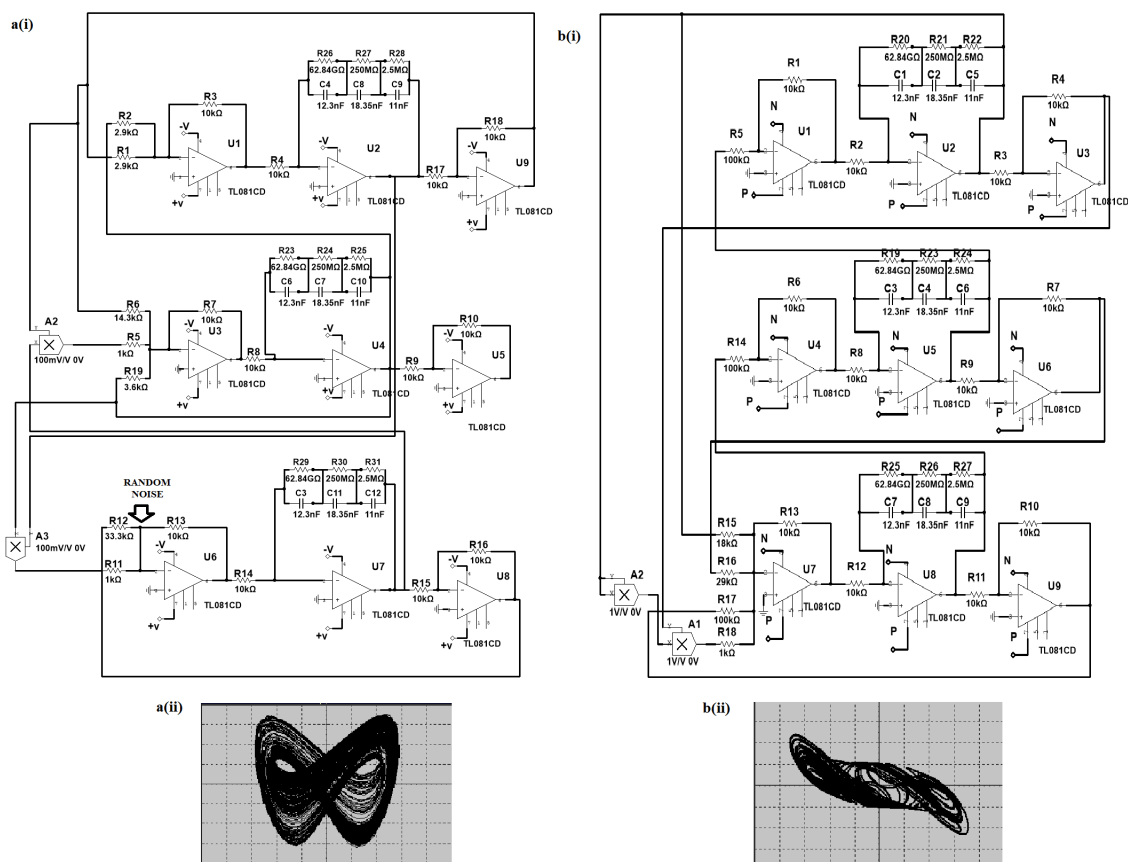 a(i)
R26 R27 R28
62.84GΩ 250MΩ 2.5MΩ
C4 C8 C9
12.3nF 18.35nF 11nF
R3
10kΩ
R2
2.9kΩ
R1
2.9kΩ
-V
U1
TL081CD
+v
R4
10kΩ
-V
U2
TL081CD
+v
R18
10kΩ
R17
10kΩ
-V
U9
TL081CD
+v
R23 R24 R25
62.84GΩ 250MΩ 2.5MΩ
C6 C7 C10
12.3nF 18.35nF 11nF
R6
14.3kΩ
R7
10kΩ
A2
100mV/V 0V
R5
1kΩ
R19
3.6kΩ
U3
-V
TL081CD
+v
R8
10kΩ
-V
U4
TL081CD
+v
R10
10kΩ
R9
10kΩ
-V
U5
TL081CD
+v
RANDOM
NOISE
R29 R30 R31
62.84GΩ 250MΩ 2.5MΩ
C3 C11 C12
12.3nF 18.35nF 11nF
R12
33.3kΩ
R13
10kΩ
A3
100mV/V 0V
R11
1kΩ
-V
U6
TL081CD
+v
R14
10kΩ
-V
U7
TL081CD
+v
R16
10kΩ
R15
10kΩ
-V
U8
TL081CD
+v
a(ii)
b(i)
R20 R21 R22
62.84GΩ 250MΩ 2.5MΩ
C1 C2 C5
12.3nF 18.35nF 11nF
R1
10kΩ
R4
10kΩ
R5
100kΩ
N
U1
TL081CD
P
R2
10kΩ
N
U2
TL081CD
P
R3
10kΩ
N
U3
TL081CD
P
R19 R23 R24
62.84GΩ 250MΩ 2.5MΩ
C3 C4 C6
12.3nF 18.35nF 11nF
R6
10kΩ
R7
10kΩ
R14
100kΩ
N
U4
TL081CD
P
R8
10kΩ
N
U5
TL081CD
P
R9
10kΩ
N
U6
TL081CD
P
R25 R26 R27
62.84GΩ 250MΩ 2.5MΩ
C7 C8 C9
12.3nF 18.35nF 11nF
R15
18kΩ
R13
10kΩ
R10
10kΩ
R16
29kΩ
R17
100kΩ
R18
1kΩ
A2
1V/V 0V
A1
1V/V 0V
N
U7
TL081CD
P
R12
10kΩ
N
U8
TL081CD
P
R11
10kΩ
N
U9
TL081CD
P
b(ii)